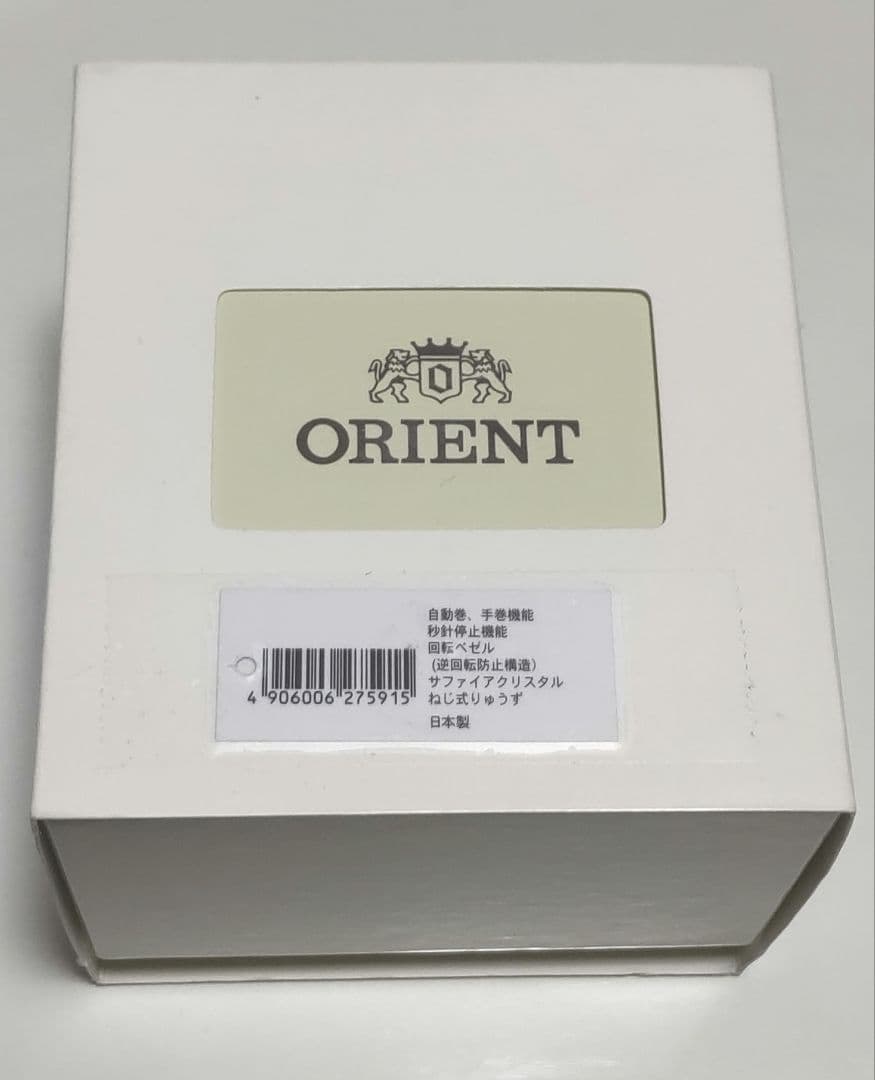 O
ORIENT
自動巻、手巻機能
秒針停止機能
回転ベゼル
(逆回転防止構造)
サファイアクリスタル
ねじ式りゅうず
日本製
4 906006 275915